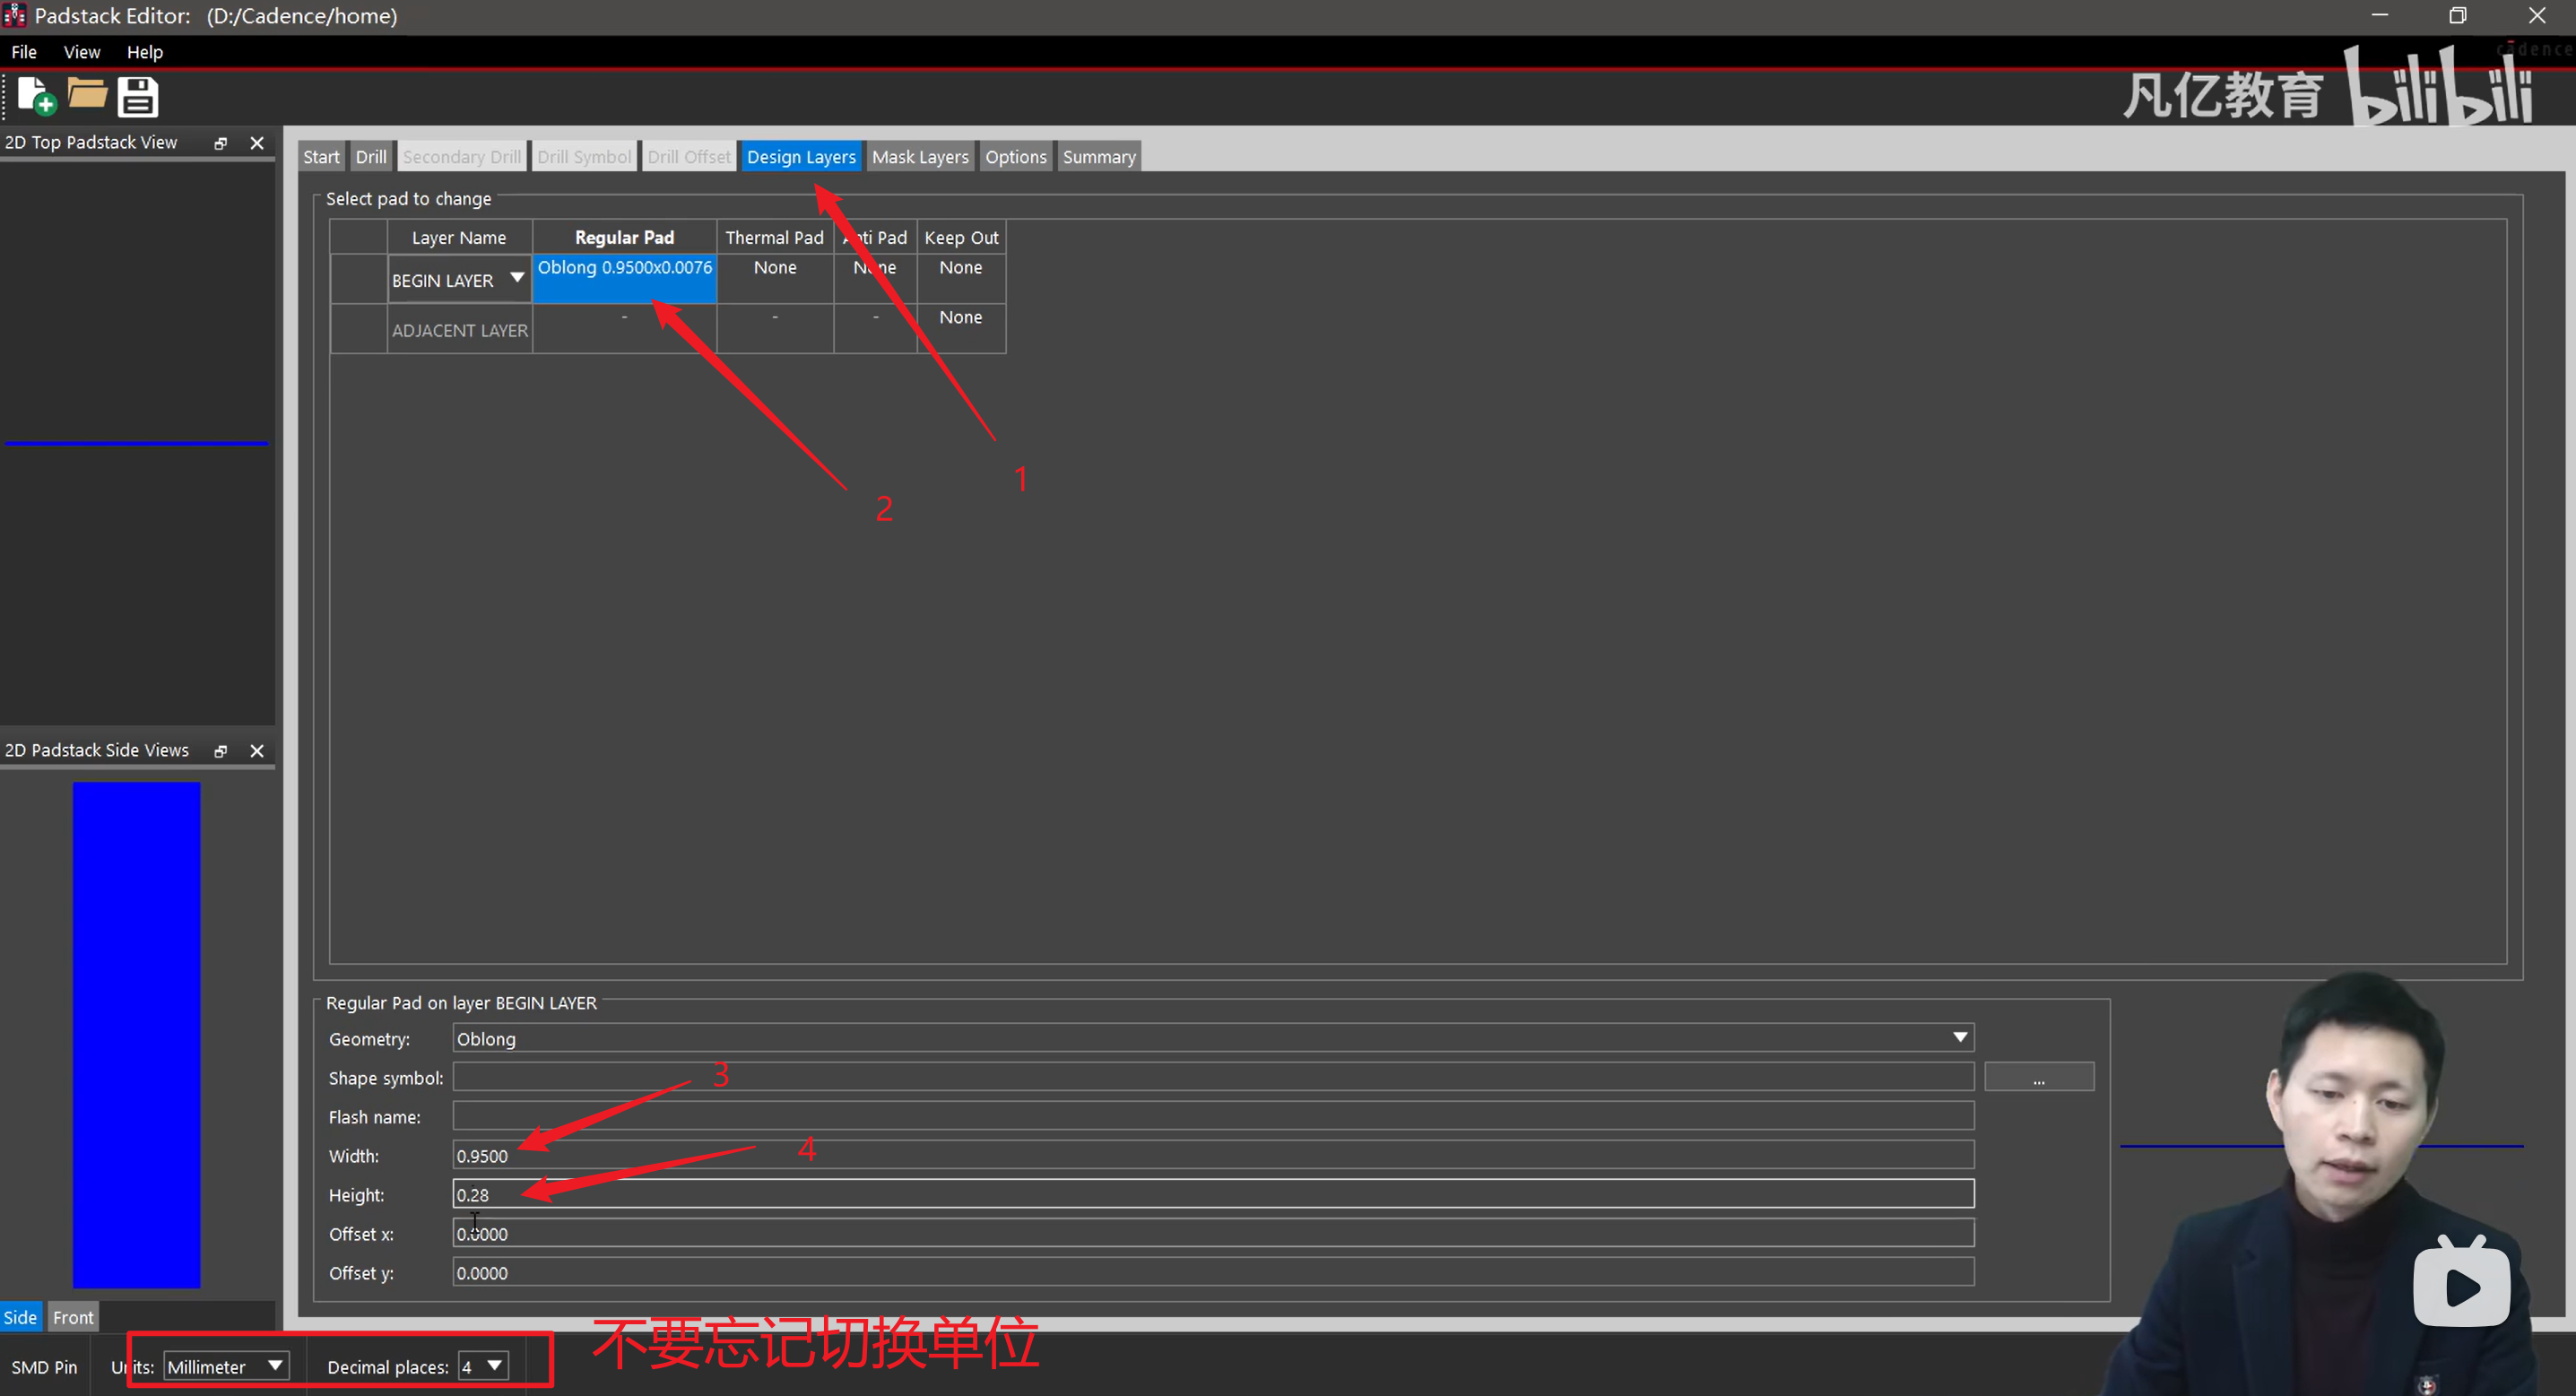 Padstack Editor: (D:/Cadence/home)
File View Help
cādence
凡亿教育 bilibili
2D Top Padstack View
Start Drill Secondary Drill Drill Symbol Drill Offset Design Layers Mask Layers Options Summary
Select pad to change
Layer Name Regular Pad Thermal Pad Anti Pad Keep Out
BEGIN LAYER Oblong 0.9500x0.0076 None None None
ADJACENT LAYER - - - None
1
2
2D Padstack Side Views
Regular Pad on layer BEGIN LAYER
Geometry: Oblong
Shape symbol: ...
3
Flash name:
Width: 0.9500
4
Height: 0.28
Offset x: 0.0000
Offset y: 0.0000
Side Front
不要忘记切换单位
SMD Pin Units: Millimeter Decimal places: 4